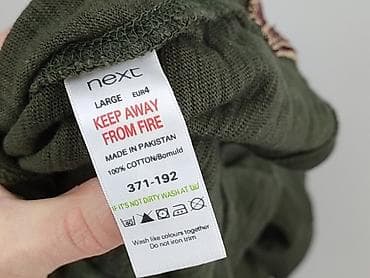 next
LARGE EUR4
KEEP AWAY
FROM FIRE
MADE IN PAKISTAN
100% COTTON/Bomuld
371-192
IF IT'S NOT DIRTY WASH AT
Wash like colours together
Do not iron trim